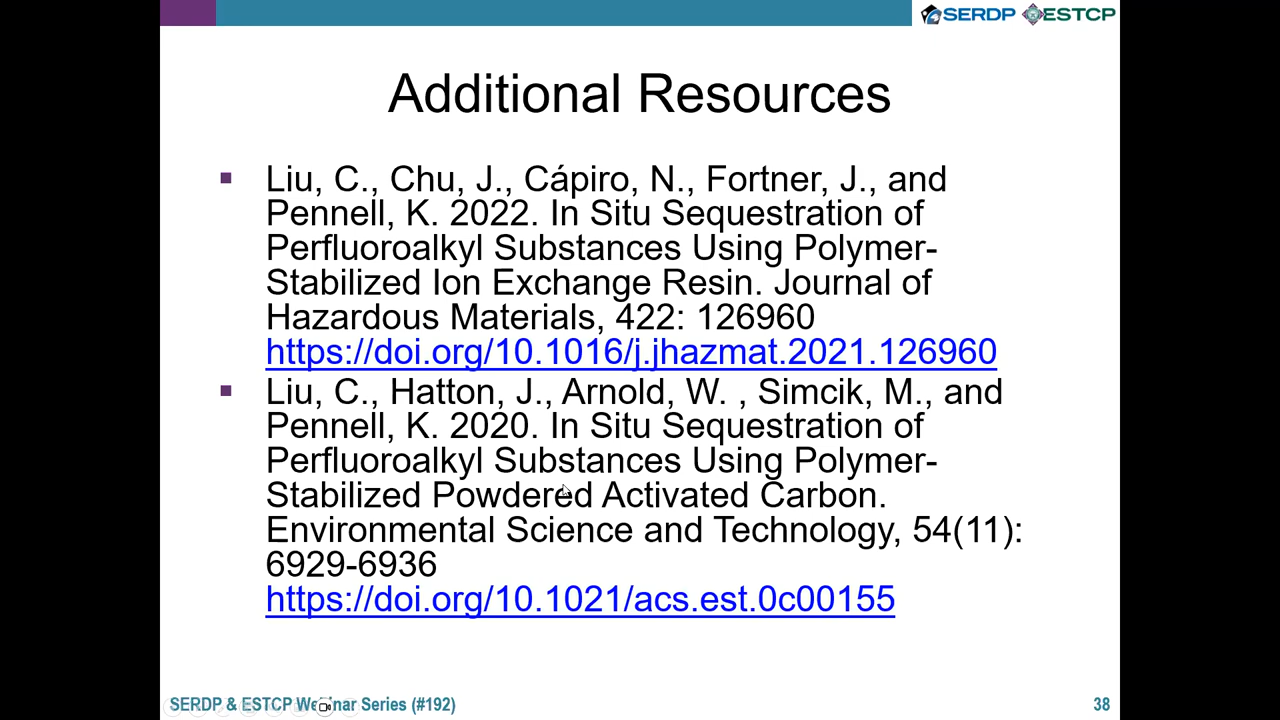 SERDP ESTCP
Additional Resources
Liu, C., Chu, J., Cápiro, N., Fortner, J., and
Pennell, K. 2022. In Situ Sequestration of
Perfluoroalkyl Substances Using Polymer-
Stabilized Ion Exchange Resin. Journal of
Hazardous Materials, 422: 126960
https://doi.org/10.1016/j.jhazmat.2021.126960
Liu, C., Hatton, J., Arnold, W. , Simcik, M., and
Pennell, K. 2020. In Situ Sequestration of
Perfluoroalkyl Substances Using Polymer-
Stabilized Powdered Activated Carbon.
Environmental Science and Technology, 54(11):
6929-6936
https://doi.org/10.1021/acs.est.0c00155
SERDP & ESTCP Webinar Series (#192)
38